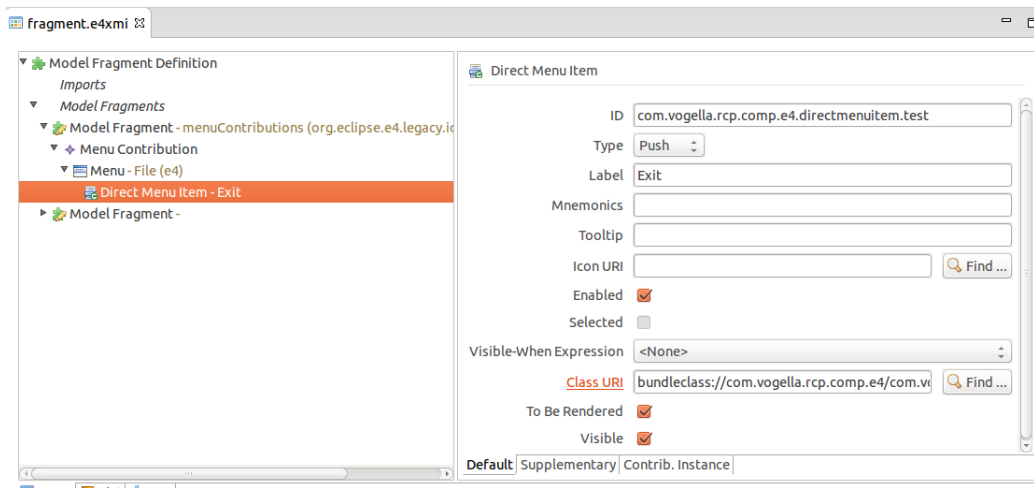 fragment.e4xmi
Model Fragment Definition
Imports
Model Fragments
Model Fragment - menuContributions (org.eclipse.e4.legacy.ic
Menu Contribution
Menu - File (e4)
Direct Menu Item - Exit
Model Fragment -
Direct Menu Item
ID com.vogella.rcp.comp.e4.directmenuitem.test
Type Push
Label Exit
Mnemonics
Tooltip
Icon URI Find ...
Enabled
Selected
Visible-When Expression <None>
Class URI bundleclass://com.vogella.rcp.comp.e4/com.vo Find ...
To Be Rendered
Visible
Default Supplementary Contrib. Instance